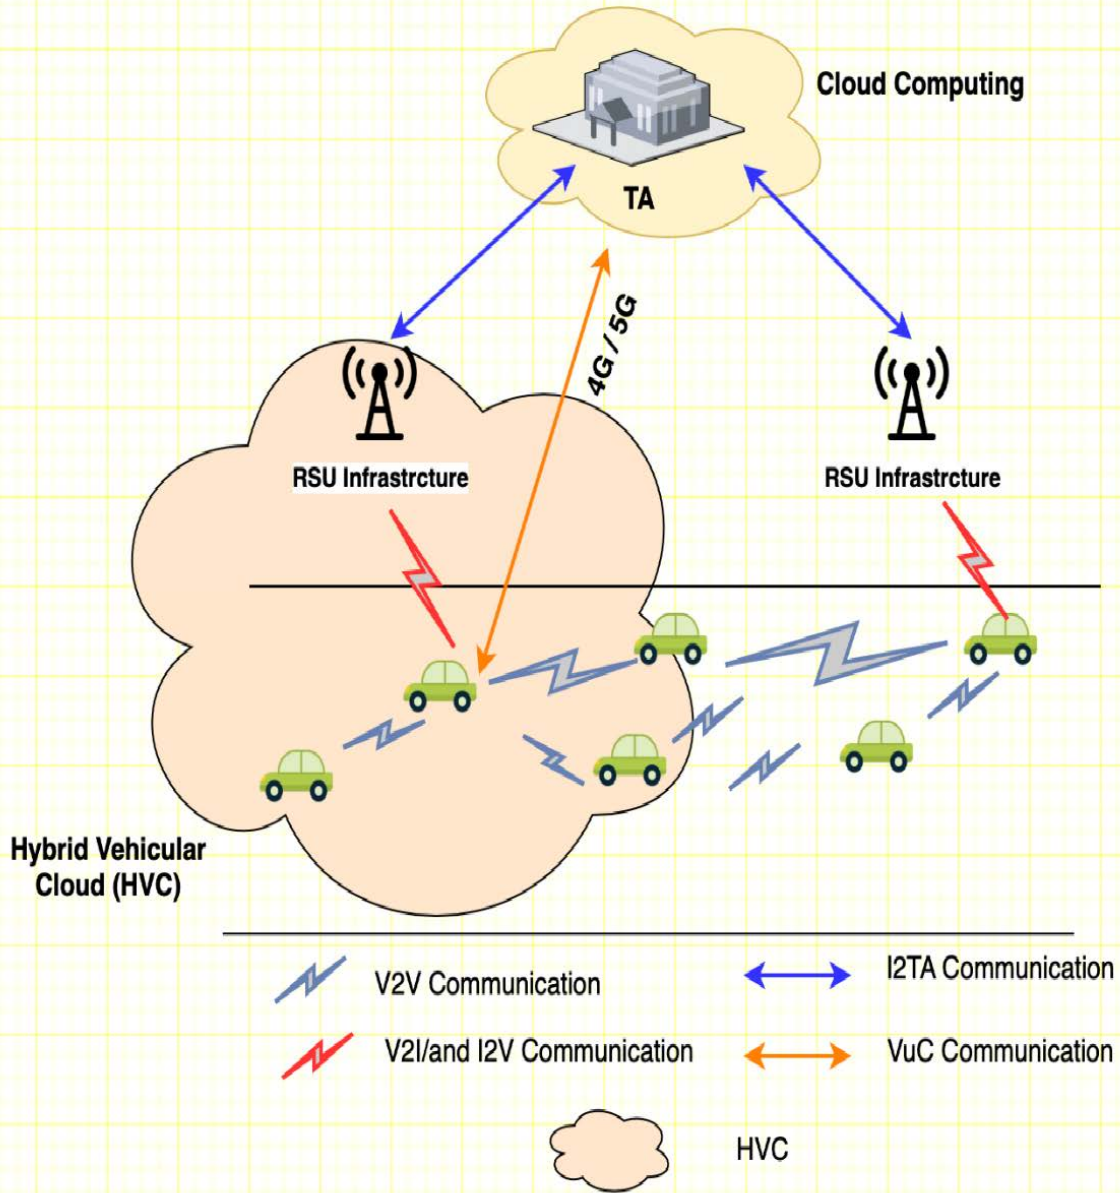 Cloud Computing
TA
4G / 5G
RSU Infrastrcture
RSU Infrastrcture
Hybrid Vehicular
Cloud (HVC)
V2V Communication
I2TA Communication
V2I/and I2V Communication
VuC Communication
HVC